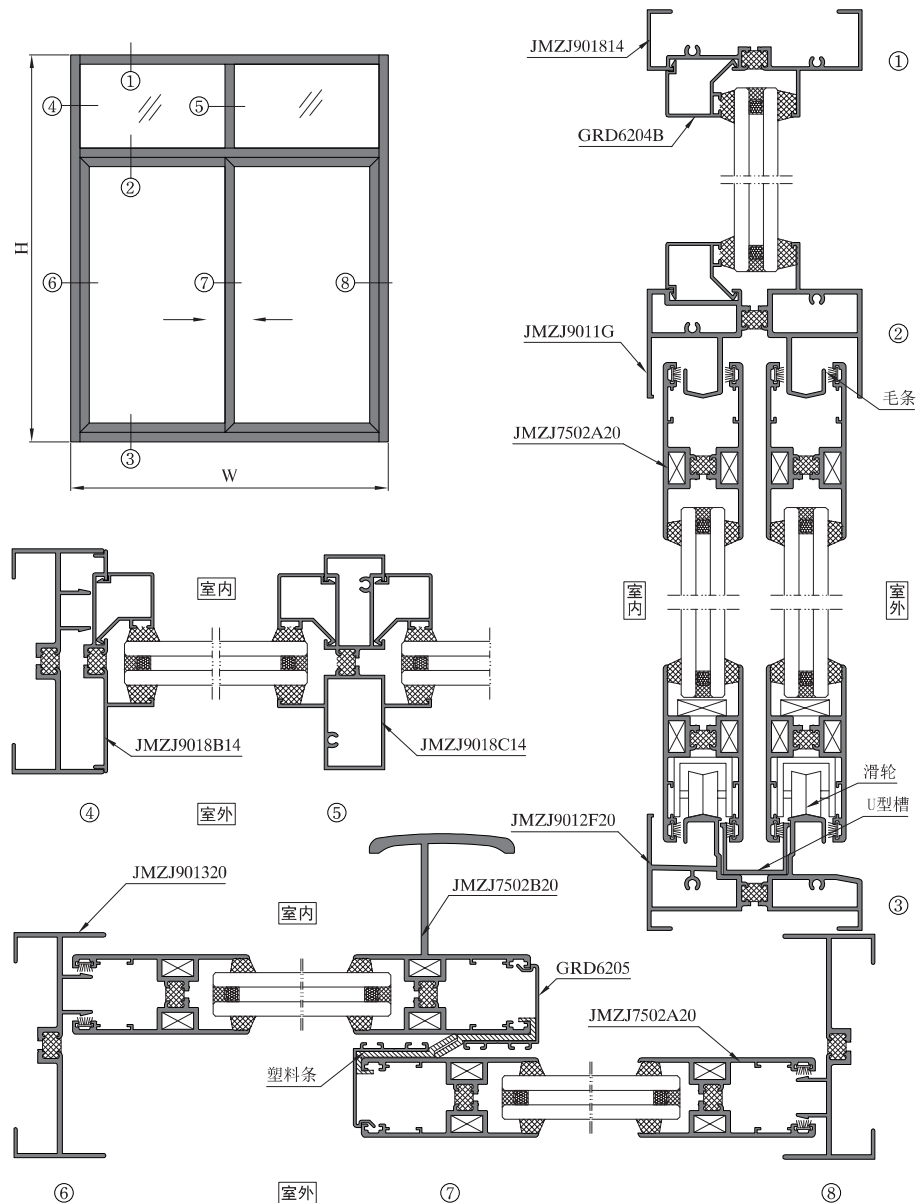 ①
④
⑤
②
⑥
⑦
⑧
③
H
W
JMZJ901814
①
GRD6204B
JMZJ9011G
②
毛条
JMZJ7502A20
室内
室外
滑轮
U型槽
JMZJ9012F20
③
室内
JMZJ9018B14
JMZJ9018C14
④
室外
⑤
JMZJ901320
室内
JMZJ7502B20
GRD6205
JMZJ7502A20
塑料条
⑥
室外
⑦
⑧